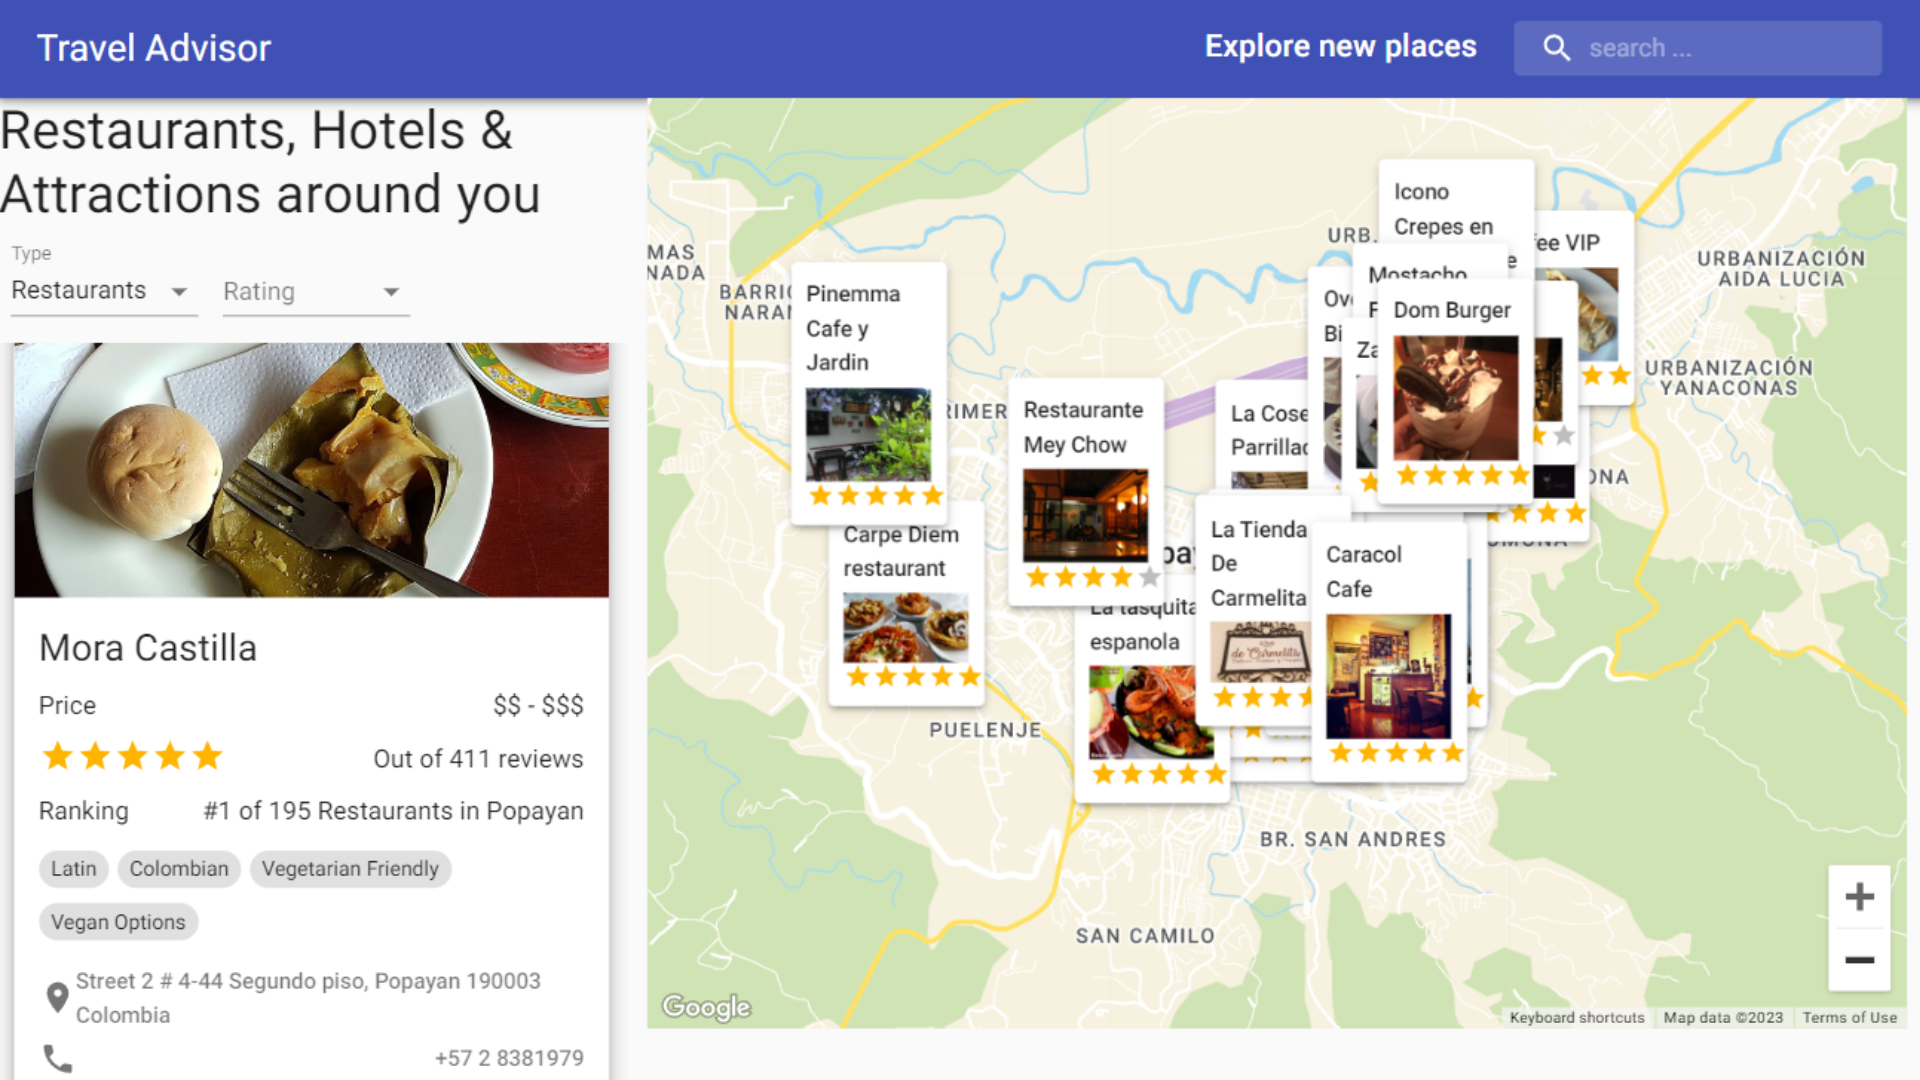 Travel Advisor
Explore new places
search ...
Restaurants, Hotels &
Attractions around you
Type
Restaurants
Rating
Mora Castilla
Price
$$ - $$$
Out of 411 reviews
Ranking
#1 of 195 Restaurants in Popayan
Latin
Colombian
Vegetarian Friendly
Vegan Options
Street 2 # 4-44 Segundo piso, Popayan 190003
Colombia
+57 2 8381979
MAS
NADA
BARRIO
Pinemma
Cafe y
Jardin
Carpe Diem
restaurant
PUELENJE
RIMER
Restaurante
Mey Chow
La tasquita
espanola
La Cose
Parrillad
La Tienda
De
Carmelita
de Carmelita
Caracol
Cafe
URB.
Icono
Crepes en
ee VIP
Mostacho
Dom Burger
Za
URBANIZACIÓN
AIDA LUCIA
URBANIZACIÓN
YANACONAS
ONA
BR. SAN ANDRES
SAN CAMILO
Google
Keyboard shortcuts
Map data ©2023
Terms of Use